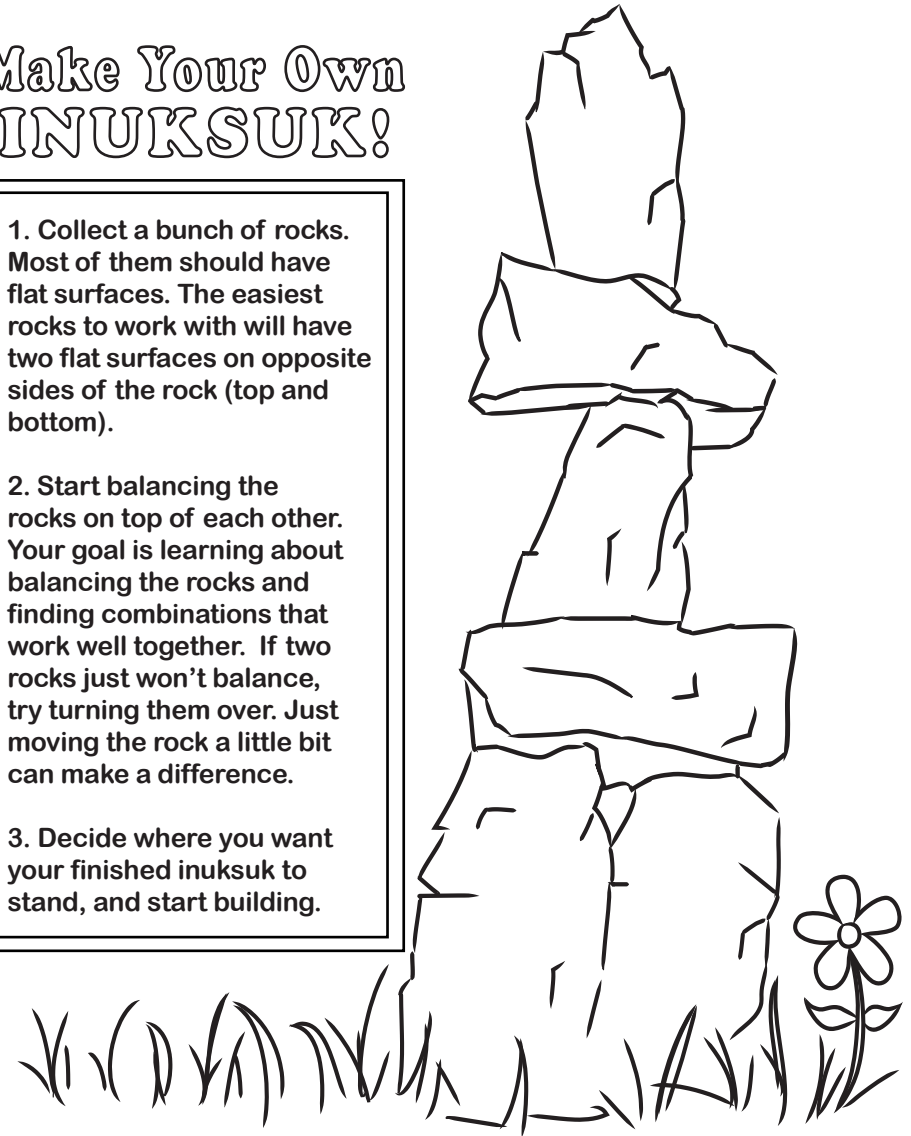 Make Your Own
INUKSUK!
1. Collect a bunch of rocks.
Most of them should have
flat surfaces. The easiest
rocks to work with will have
two flat surfaces on opposite
sides of the rock (top and
bottom).
2. Start balancing the
rocks on top of each other.
Your goal is learning about
balancing the rocks and
finding combinations that
work well together.  If two
rocks just won’t balance,
try turning them over. Just
moving the rock a little bit
can make a difference.
3. Decide where you want
your finished inuksuk to
stand, and start building.